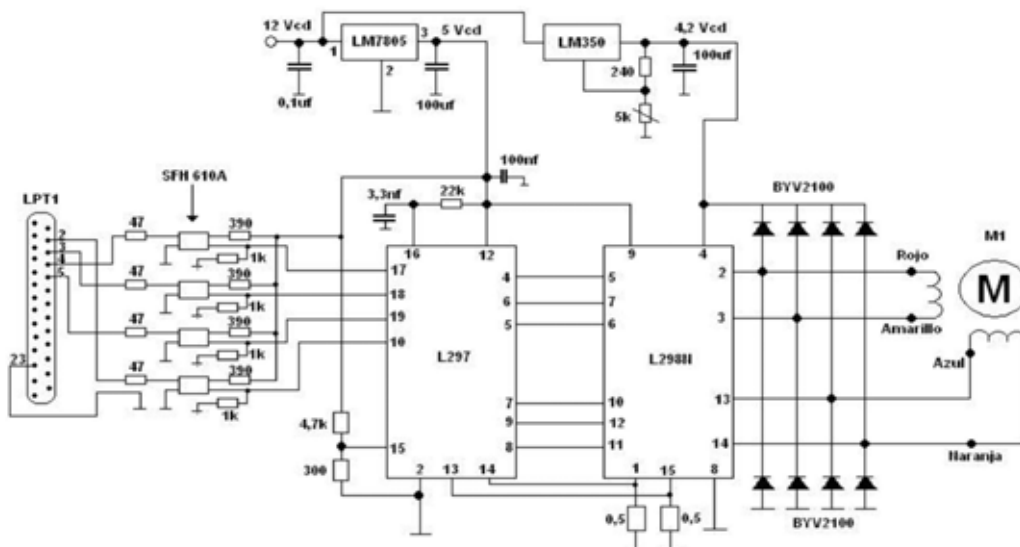 12 Vcd
LM7805
1
3
5 Vcd
2
0,1uf
100uf
LM350
4,2 Vcd
100uf
240
5k
SFH 610A
LPT1
2
3
4
5
23
47
390
1k
47
390
1k
47
390
1k
47
390
1k
100nf
3,3nf
22k
16
12
17
18
19
10
4
6
5
L297
7
9
8
15
2
13
14
4,7k
300
9
4
5
7
6
L298N
10
12
11
2
3
13
14
1
15
8
0,5
0,5
BYV2100
BYV2100
M1
M
Rojo
Amarillo
Azul
Naranja